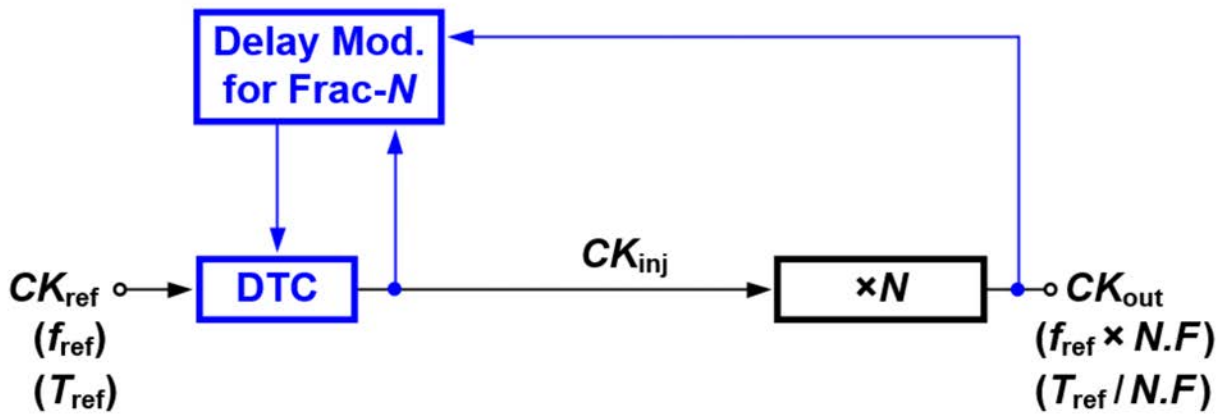 Delay Mod.
for Frac-N
CKref
DTC
CKinj
×N
CKout
(fref)
(fref × N.F)
(Tref)
(Tref / N.F)